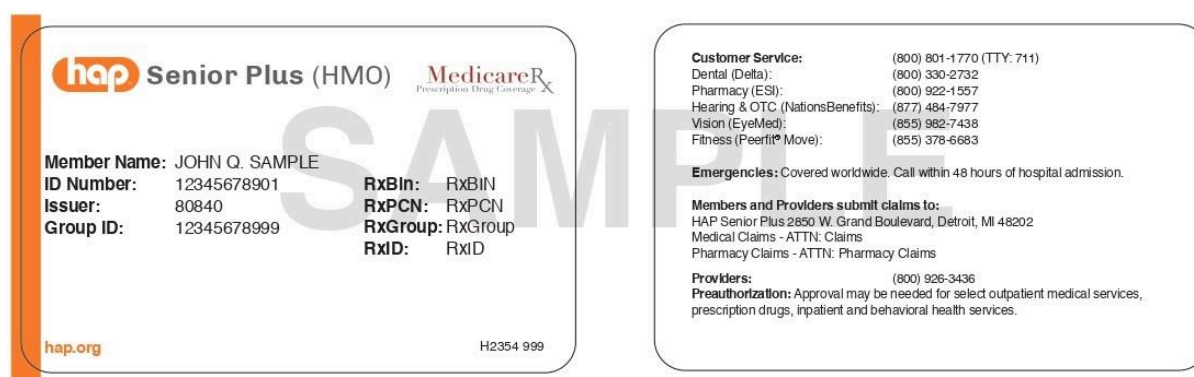 hap Senior Plus (HMO)
MedicareRx
Prescription Drug Coverage
SAMPLE
Member Name: JOHN Q. SAMPLE
ID Number: 12345678901
Issuer: 80840
Group ID: 12345678999
RxBin: RxBIN
RxPCN: RxPCN
RxGroup: RxGroup
RxID: RxID
hap.org
H2354 999
Customer Service: (800) 801-1770 (TTY: 711)
Dental (Delta): (800) 330-2732
Pharmacy (ESI): (800) 922-1557
Hearing & OTC (NationsBenefits): (877) 484-7977
Vision (EyeMed): (855) 982-7438
Fitness (Peerfit® Move): (855) 378-6683
Emergencies: Covered worldwide. Call within 48 hours of hospital admission.
Members and Providers submit claims to:
HAP Senior Plus 2850 W. Grand Boulevard, Detroit, MI 48202
Medical Claims - ATTN: Claims
Pharmacy Claims - ATTN: Pharmacy Claims
Providers: (800) 926-3436
Preauthorization: Approval may be needed for select outpatient medical services,
prescription drugs, inpatient and behavioral health services.